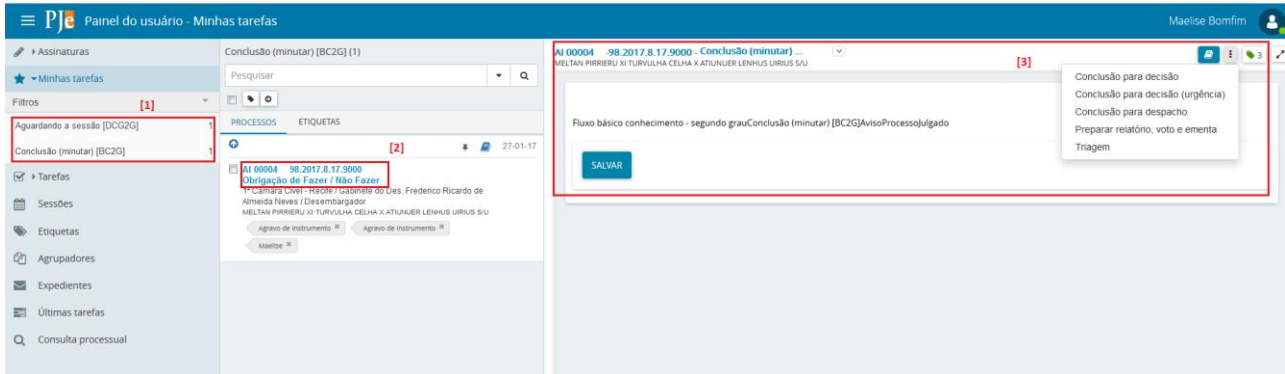 PJe Painel do usuário - Minhas tarefas
Maelise Bomfim
Assinaturas
Minhas tarefas
Filtros
[1]
Aguardando a sessão [DCG2G] 1
Conclusão (minutar) [BC2G] 1
Tarefas
Sessões
Etiquetas
Agrupadores
Expedientes
Últimas tarefas
Consulta processual
Conclusão (minutar) [BC2G] (1)
Pesquisar
PROCESSOS ETIQUETAS
[2]
27-01-17
AI 00004 98.2017.8.17.9000
Obrigação de Fazer / Não Fazer
1ª Câmara Cível - Recife / Gabinete do Des. Frederico Ricardo de
Almeida Neves / Desembargador
MELTAN PIRRIERU XI TURVULHA CELHA X ATIUNUER LENHUS UIRIUS S/U
Agravo de Instrumento Agravo de Instrumento
Maelise
AI 00004 -98.2017.8.17.9000 - Conclusão (minutar) ...
MELTAN PIRRIERU XI TURVULHA CELHA X ATIUNUER LENHUS UIRIUS S/U
[3]
3
Conclusão para decisão
Conclusão para decisão (urgência)
Conclusão para despacho
Preparar relatório, voto e ementa
Triagem
Fluxo básico conhecimento - segundo grauConclusão (minutar) [BC2G]AvisoProcessoJulgado
SALVAR